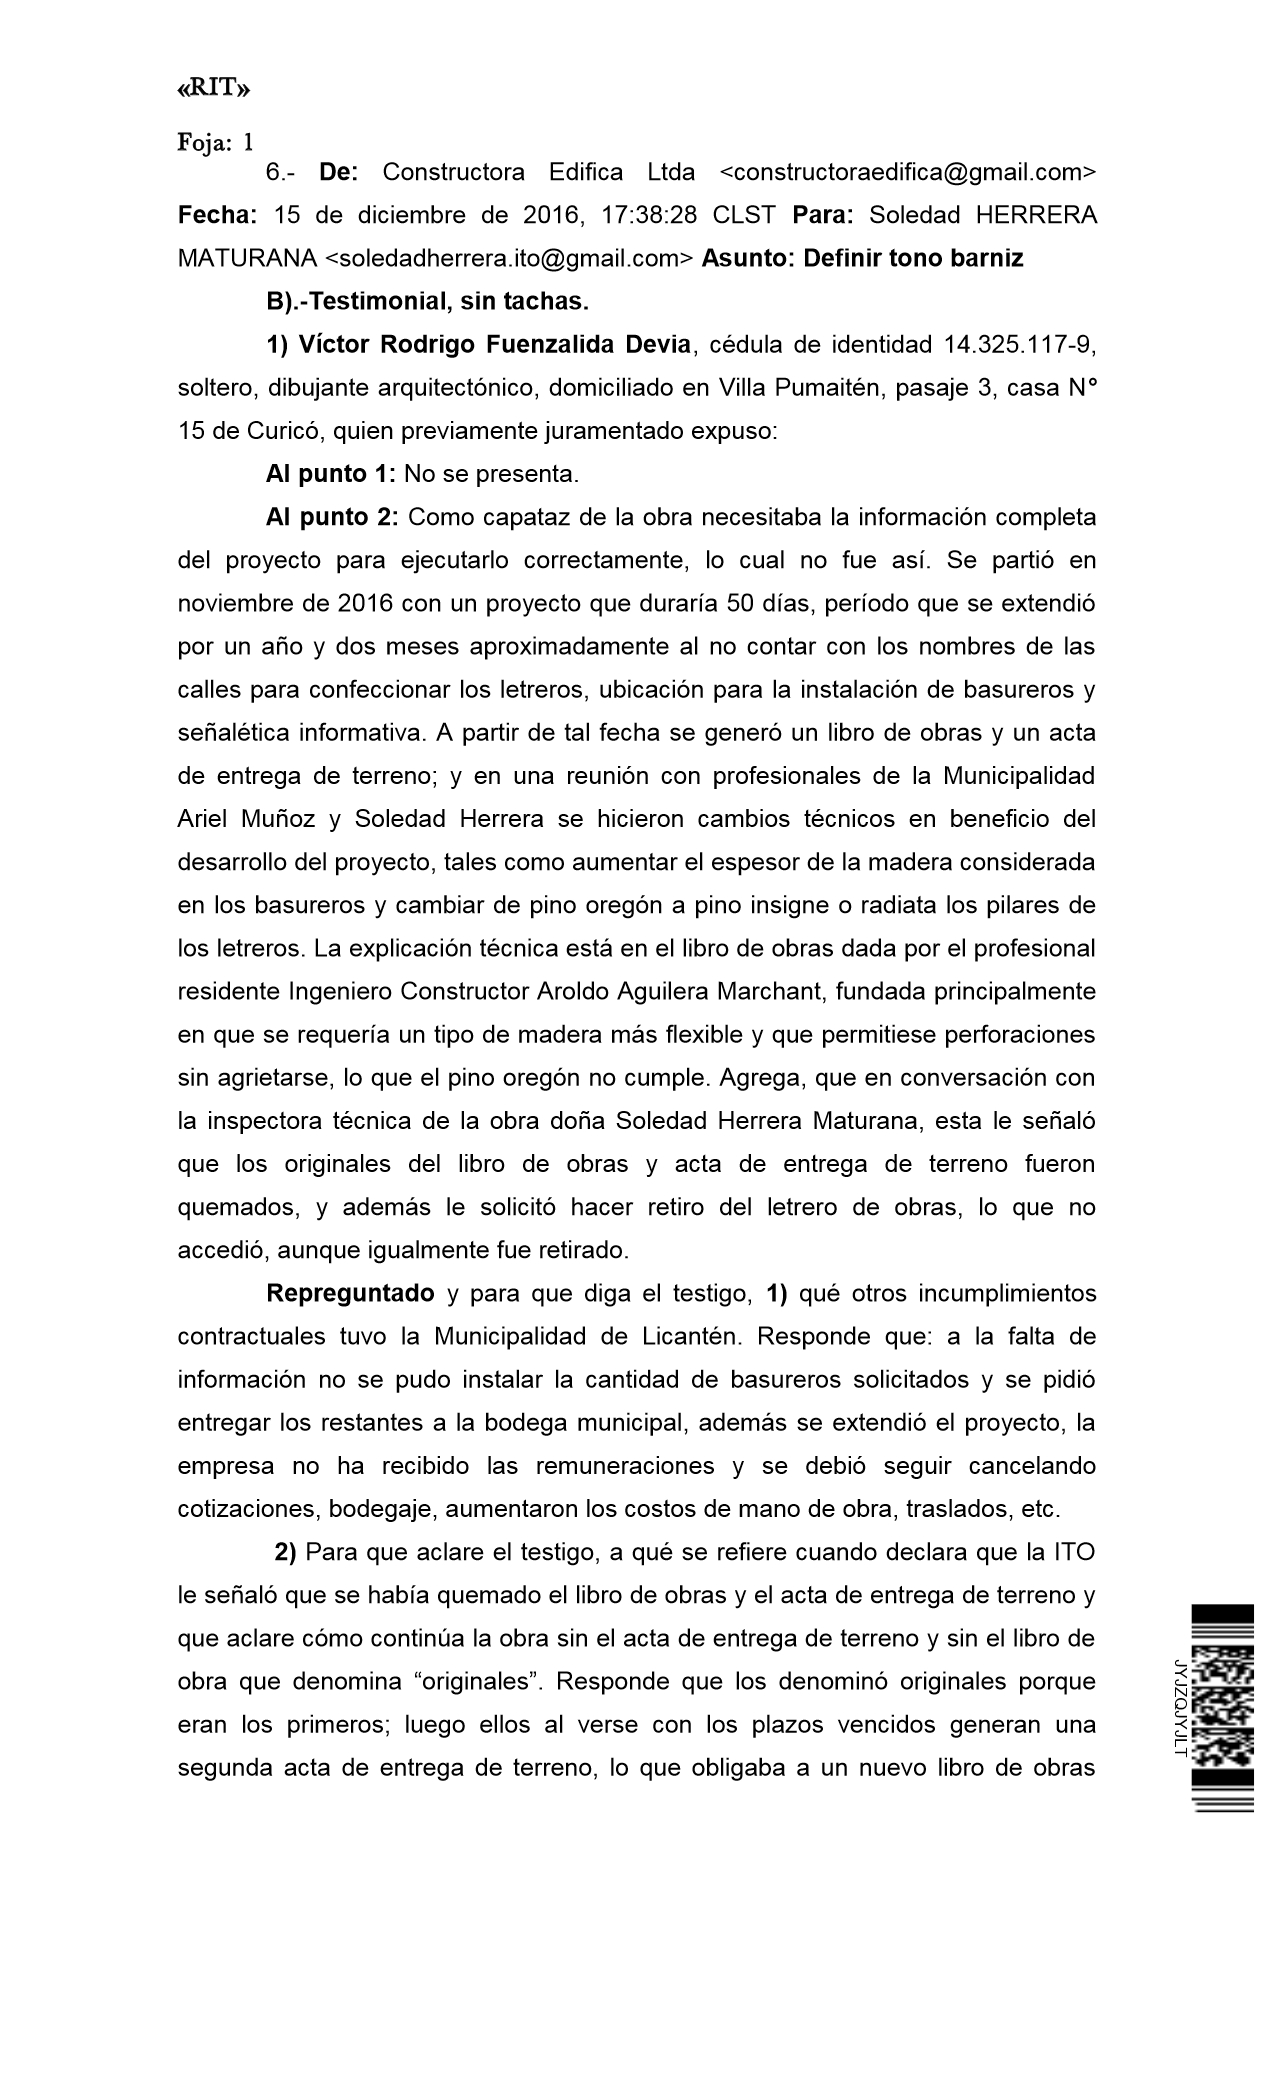 «RIT»
Foja: 1
6.- De: Constructora Edifica Ltda <constructoraedifica@gmail.com>
Fecha: 15 de diciembre de 2016, 17:38:28 CLST Para: Soledad HERRERA
MATURANA <soledadherrera.ito@gmail.com> Asunto: Definir tono barniz
B).-Testimonial, sin tachas.
1) Víctor Rodrigo Fuenzalida Devia, cédula de identidad 14.325.117-9,
soltero, dibujante arquitectónico, domiciliado en Villa Pumaitén, pasaje 3, casa N°
15 de Curicó, quien previamente juramentado expuso:
Al punto 1: No se presenta.
Al punto 2: Como capataz de la obra necesitaba la información completa
del proyecto para ejecutarlo correctamente, lo cual no fue así. Se partió en
noviembre de 2016 con un proyecto que duraría 50 días, período que se extendió
por un año y dos meses aproximadamente al no contar con los nombres de las
calles para confeccionar los letreros, ubicación para la instalación de basureros y
señalética informativa. A partir de tal fecha se generó un libro de obras y un acta
de entrega de terreno; y en una reunión con profesionales de la Municipalidad
Ariel Muñoz y Soledad Herrera se hicieron cambios técnicos en beneficio del
desarrollo del proyecto, tales como aumentar el espesor de la madera considerada
en los basureros y cambiar de pino oregón a pino insigne o radiata los pilares de
los letreros. La explicación técnica está en el libro de obras dada por el profesional
residente Ingeniero Constructor Aroldo Aguilera Marchant, fundada principalmente
en que se requería un tipo de madera más flexible y que permitiese perforaciones
sin agrietarse, lo que el pino oregón no cumple. Agrega, que en conversación con
la inspectora técnica de la obra doña Soledad Herrera Maturana, esta le señaló
que los originales del libro de obras y acta de entrega de terreno fueron
quemados, y además le solicitó hacer retiro del letrero de obras, lo que no
accedió, aunque igualmente fue retirado.
Repreguntado y para que diga el testigo, 1) qué otros incumplimientos
contractuales tuvo la Municipalidad de Licantén. Responde que: a la falta de
información no se pudo instalar la cantidad de basureros solicitados y se pidió
entregar los restantes a la bodega municipal, además se extendió el proyecto, la
empresa no ha recibido las remuneraciones y se debió seguir cancelando
cotizaciones, bodegaje, aumentaron los costos de mano de obra, traslados, etc.
2) Para que aclare el testigo, a qué se refiere cuando declara que la ITO
le señaló que se había quemado el libro de obras y el acta de entrega de terreno y
que aclare cómo continúa la obra sin el acta de entrega de terreno y sin el libro de
obra que denomina “originales”. Responde que los denominó originales porque
eran los primeros; luego ellos al verse con los plazos vencidos generan una
segunda acta de entrega de terreno, lo que obligaba a un nuevo libro de obras
JYJZQJYJLT